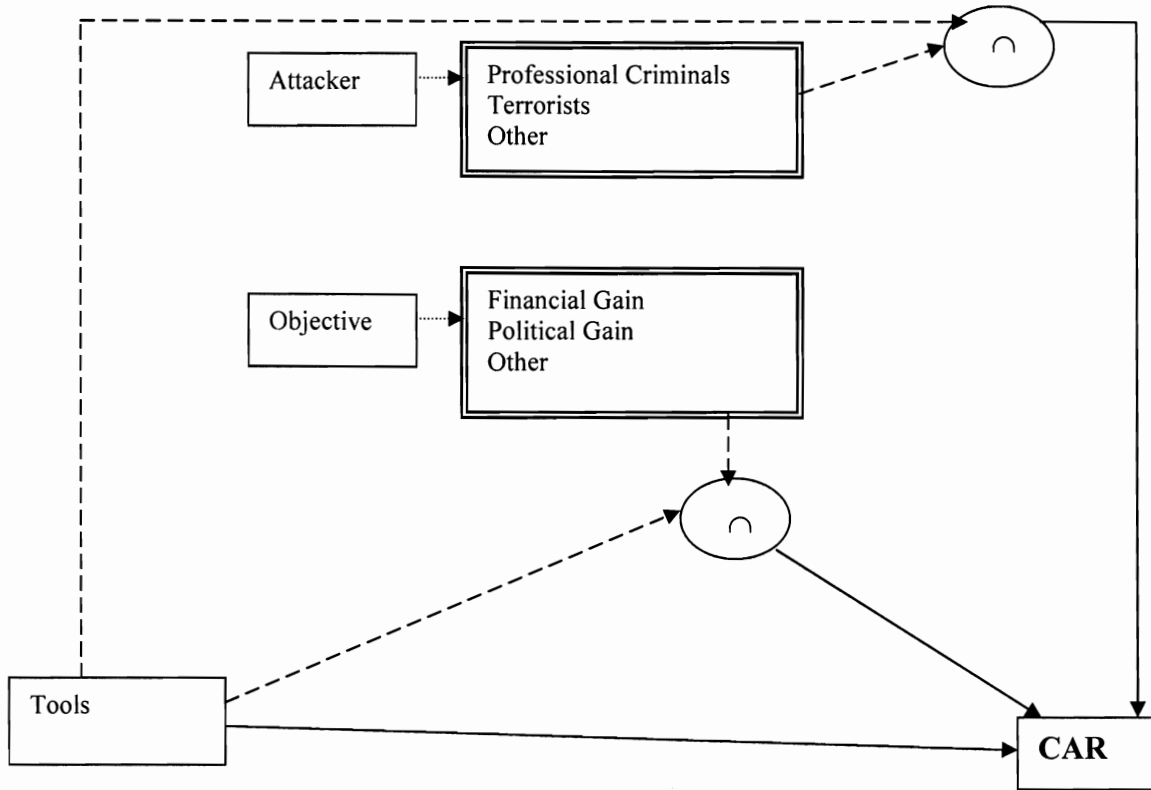 ∩
Attacker
Professional Criminals
Terrorists
Other
Objective
Financial Gain
Political Gain
Other
∩
Tools
CAR